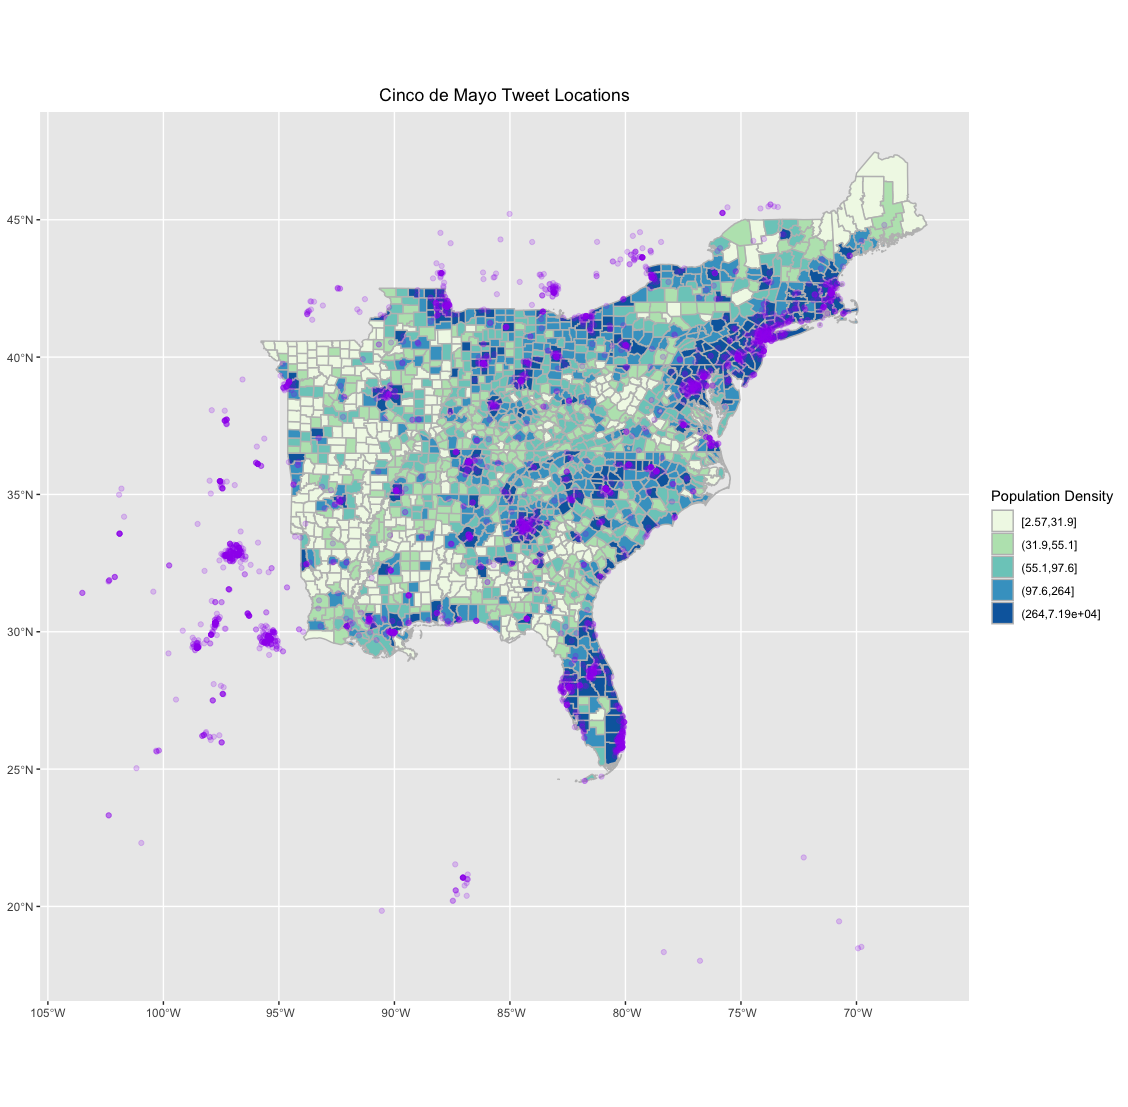 Cinco de Mayo Tweet Locations
45°N
40°N
35°N
30°N
25°N
20°N
105°W 100°W 95°W 90°W 85°W 80°W 75°W 70°W
Population Density
[2.57,31.9]
(31.9,55.1]
(55.1,97.6]
(97.6,264]
(264,7.19e+04]